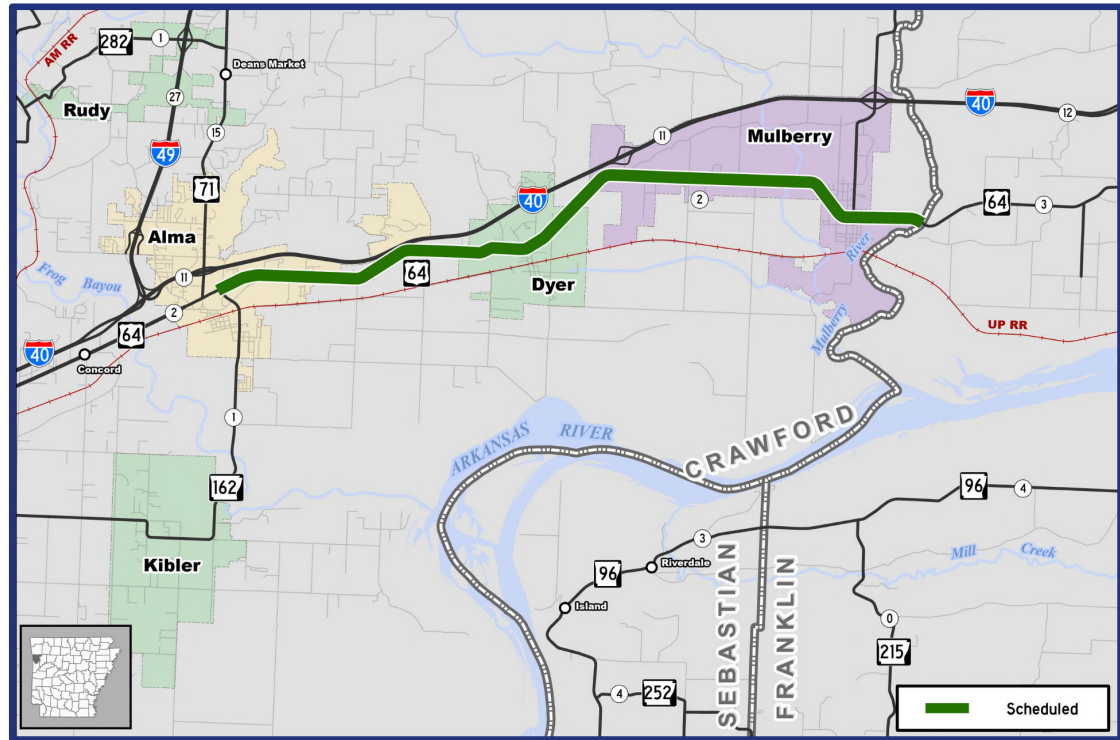 282
1
AM RR
Deans Market
Rudy
27
15
49
71
Alma
Frog
Bayou
11
2
64
40
Concord
1
162
Kibler
64
Dyer
40
11
Mulberry
2
40
12
64
3
River
Mulberry
UP RR
ARKANSAS
RIVER
CRAWFORD
96
4
3
Riverdale
96
Island
Mill
Creek
SEBASTIAN
FRANKLIN
0
215
4
252
Scheduled